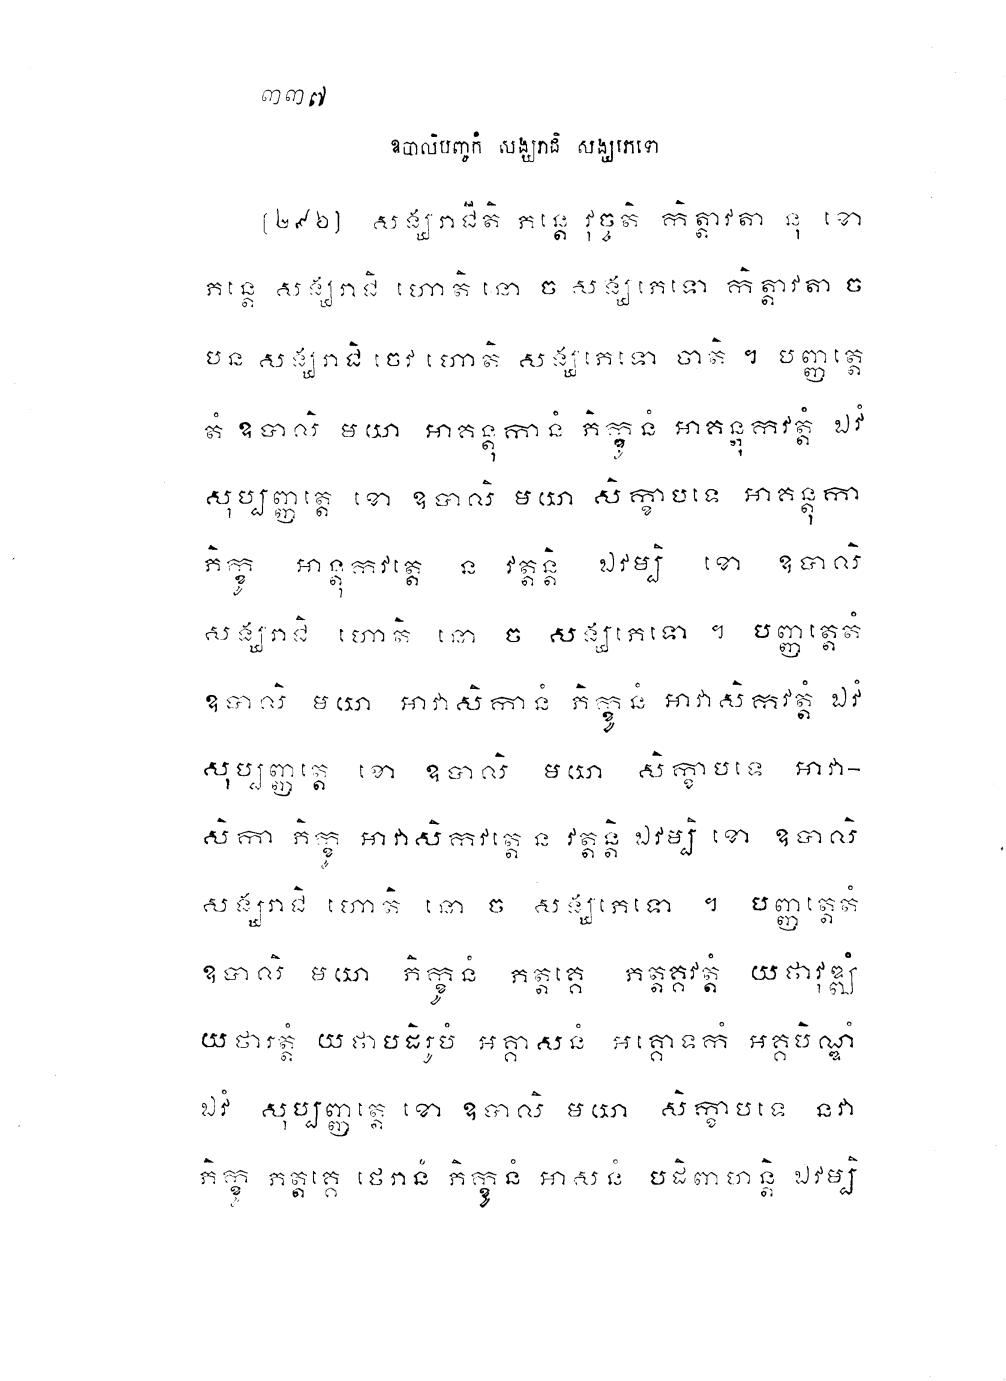 ៣៣៧
ឧបាលិបញ្ចកំ សង្ឃរាជិ សង្ឃភេទោ
(២៩៦) សង្ឃរាជីតិ ភន្តេ វុច្ចតិ កិត្តាវតា នុ ខោ
ភន្តេ សង្ឃរាជិ ហោតិ នោ ច សង្ឃភេទោ កិត្តាវតា ច
បន សង្ឃរាជិ ចេវ ហោតិ សង្ឃភេទោ ចាតិ ។ បញ្ញត្តេ
តំ ឧបាលិ មយា អាគន្តុកានំ ភិក្ខូនំ អាគន្តុកវត្តំ ឯវំ
សុប្បញ្ញត្តេ ខោ ឧបាលិ មយា សិក្ខាបទេ អាគន្តុកា
ភិក្ខូ អាន្តុកវត្តេ ន វត្តន្តិ ឯវម្បិ ខោ ឧបាលិ
សង្ឃរាជិ ហោតិ នោ ច សង្ឃភេទោ ។ បញ្ញត្តេតំ
ឧបាលិ មយា អាវាសិកានំ ភិក្ខូនំ អាវាសិកវត្តំ ឯវំ
សុប្បញ្ញត្តេ ខោ ឧបាលិ មយា សិក្ខាបទេ អាវា-
សិកា ភិក្ខូ អាវាសិកវត្តេ ន វត្តន្តិ ឯវម្បិ ខោ ឧបាលិ
សង្ឃរាជិ ហោតិ នោ ច សង្ឃភេទោ ។ បញ្ញត្តេតំ
ឧបាលិ មយា ភិក្ខូនំ ភត្តគ្គេ ភត្តគ្គវត្តំ យថាវុឌ្ឍំ
យថារត្តំ យថាបដិរូបំ អគ្គាសនំ អគ្គោទកំ អគ្គបិណ្ឌំ
ឯវំ សុប្បញ្ញត្តេ ខោ ឧបាលិ មយា សិក្ខាបទេ នវា
ភិក្ខូ ភត្តគ្គេ ថេរានំ ភិក្ខូនំ អាសនំ បដិពាហន្តិ ឯវម្បិ